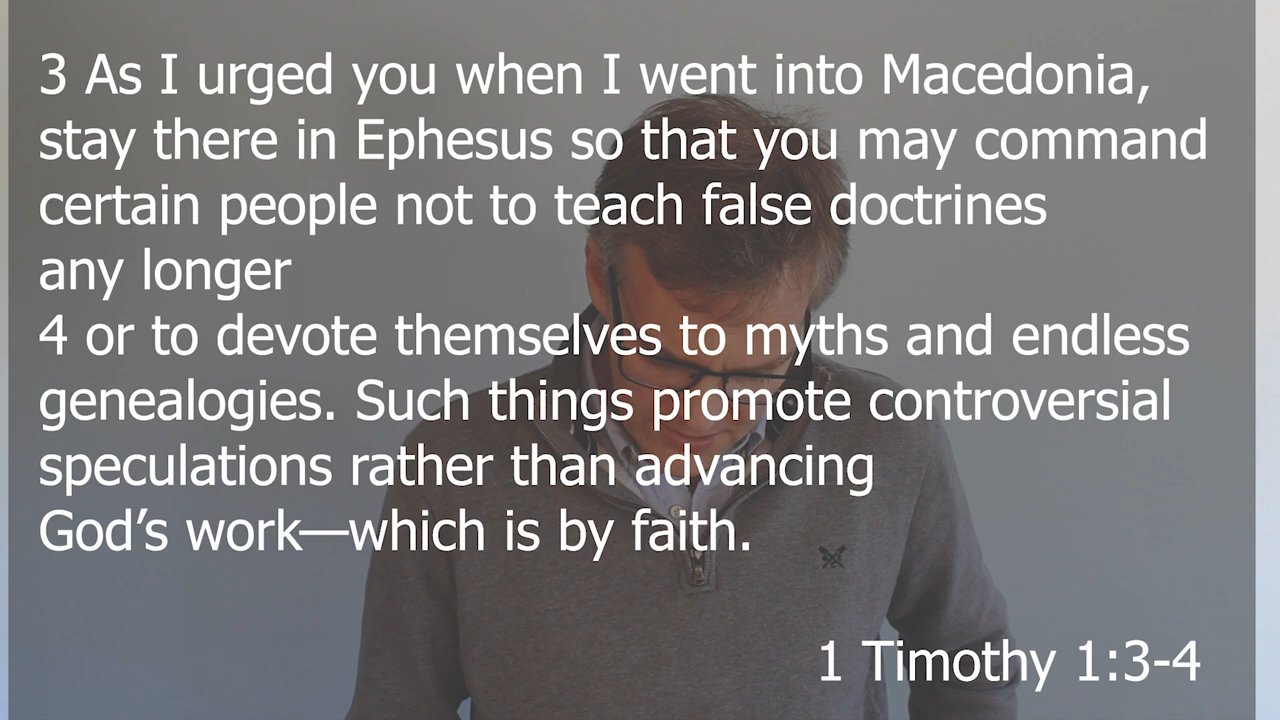 3 As I urged you when I went into Macedonia,
stay there in Ephesus so that you may command
certain people not to teach false doctrines
any longer
4 or to devote themselves to myths and endless
genealogies. Such things promote controversial
speculations rather than advancing
God’s work—which is by faith.
1 Timothy 1:3-4